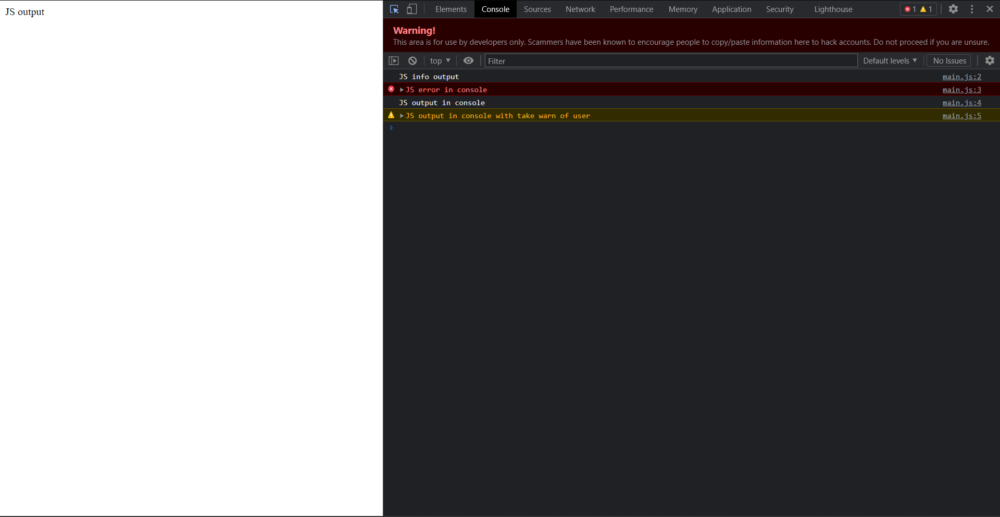 JS output
Elements Console Sources Network Performance Memory Application Security Lighthouse 1 1
Warning!
This area is for use by developers only. Scammers have been known to encourage people to copy/paste information here to hack accounts. Do not proceed if you are unsure.
top Filter Default levels No Issues
JS info output main.js:2
JS error in console main.js:3
JS output in console main.js:4
JS output in console with take warn of user main.js:5